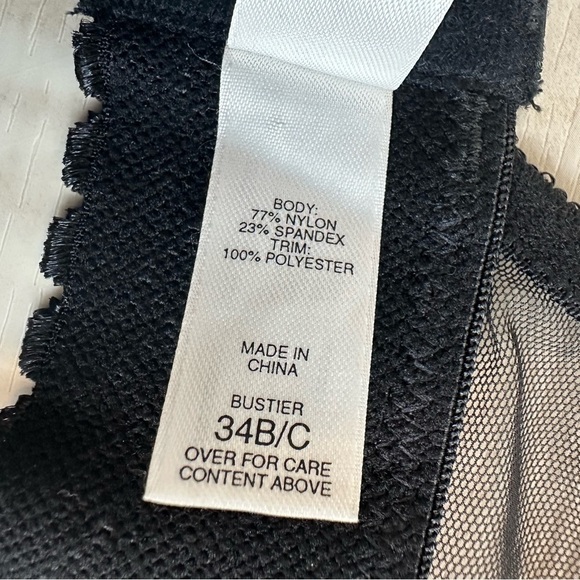 BODY:
77% NYLON
23% SPANDEX
TRIM:
100% POLYESTER
MADE IN
CHINA
BUSTIER
34B/C
OVER FOR CARE
CONTENT ABOVE